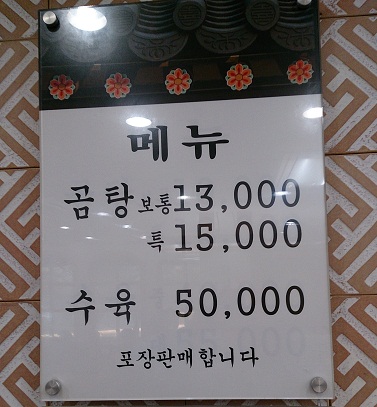 메뉴
곰탕 보통 13,000
특 15,000
수육 50,000
포장판매합니다